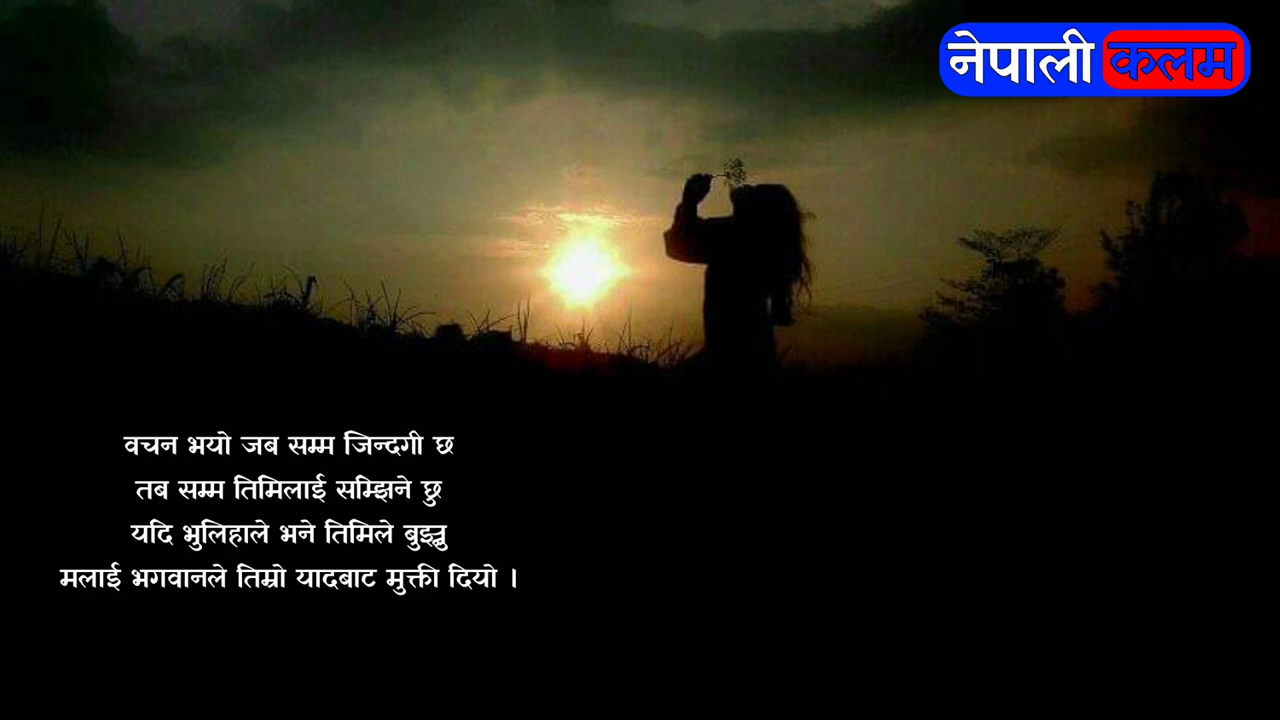 नेपाली कलम
वचन भयो जब सम्म जिन्दगी छ
तब सम्म तिमिलाई सम्झिने छु
यदि भुलिहाले भने तिमिले बुझ्नु
मलाई भगवानले तिम्रो यादबाट मुक्ती दियो ।